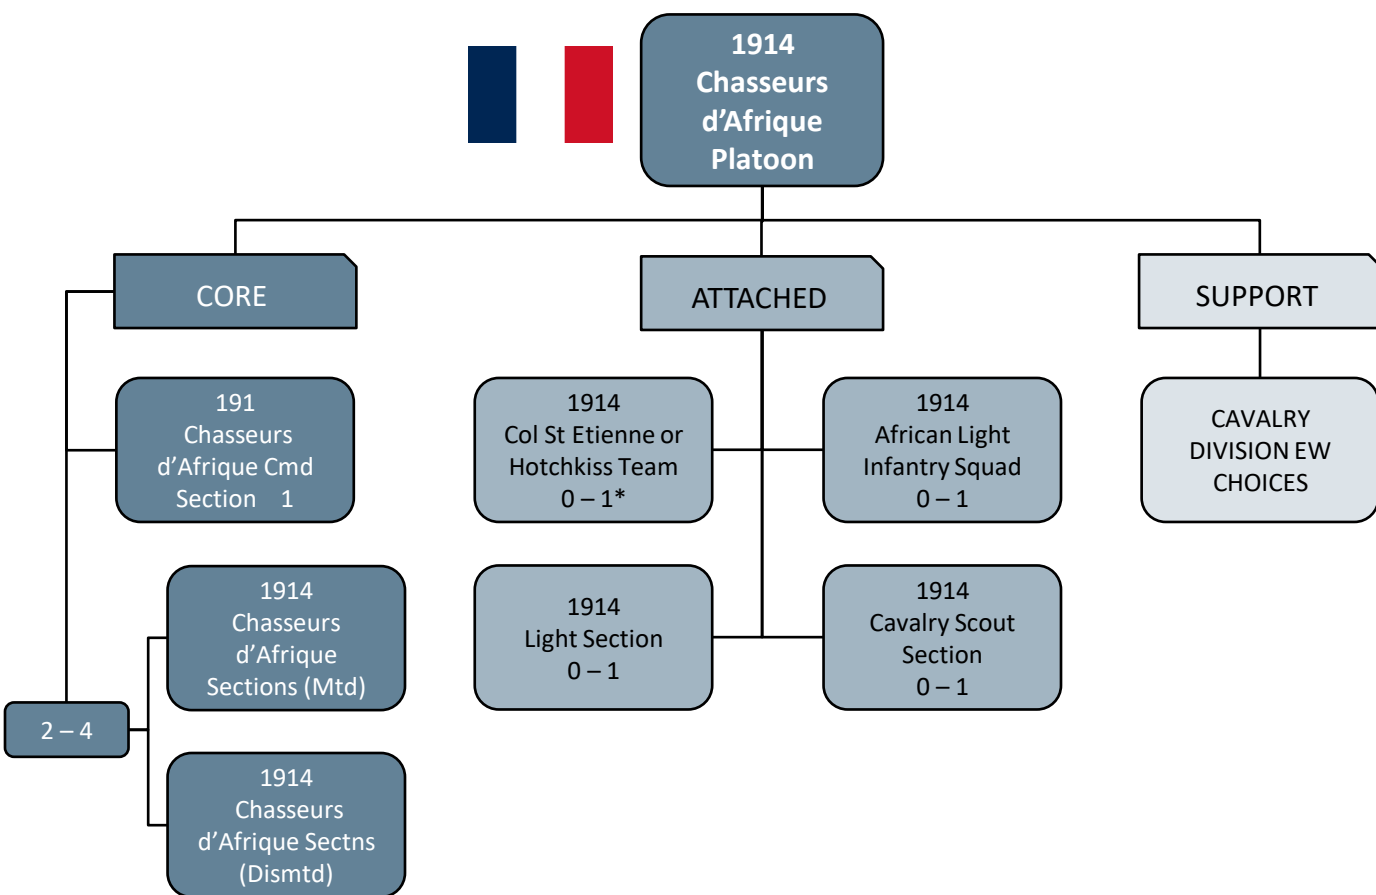 1914
Chasseurs
d’Afrique
Platoon
CORE
ATTACHED
SUPPORT
191
Chasseurs
d’Afrique Cmd
Section 1
1914
Col St Etienne or
Hotchkiss Team
0 – 1*
1914
African Light
Infantry Squad
0 – 1
CAVALRY
DIVISION EW
CHOICES
1914
Chasseurs
d’Afrique
Sections (Mtd)
1914
Light Section
0 – 1
1914
Cavalry Scout
Section
0 – 1
2 – 4
1914
Chasseurs
d’Afrique Sectns
(Dismtd)